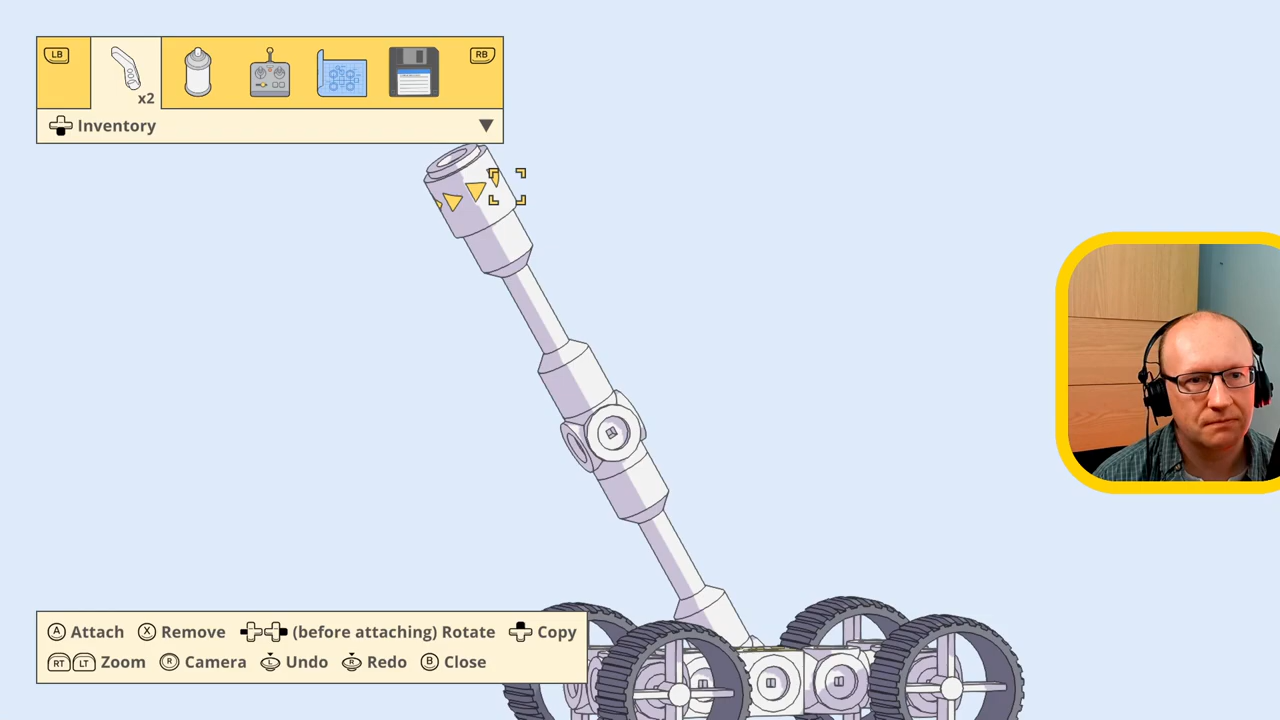 LB
RB
x2
Inventory
A Attach X Remove (before attaching) Rotate Copy
RT LT Zoom R Camera L Undo R Redo B Close